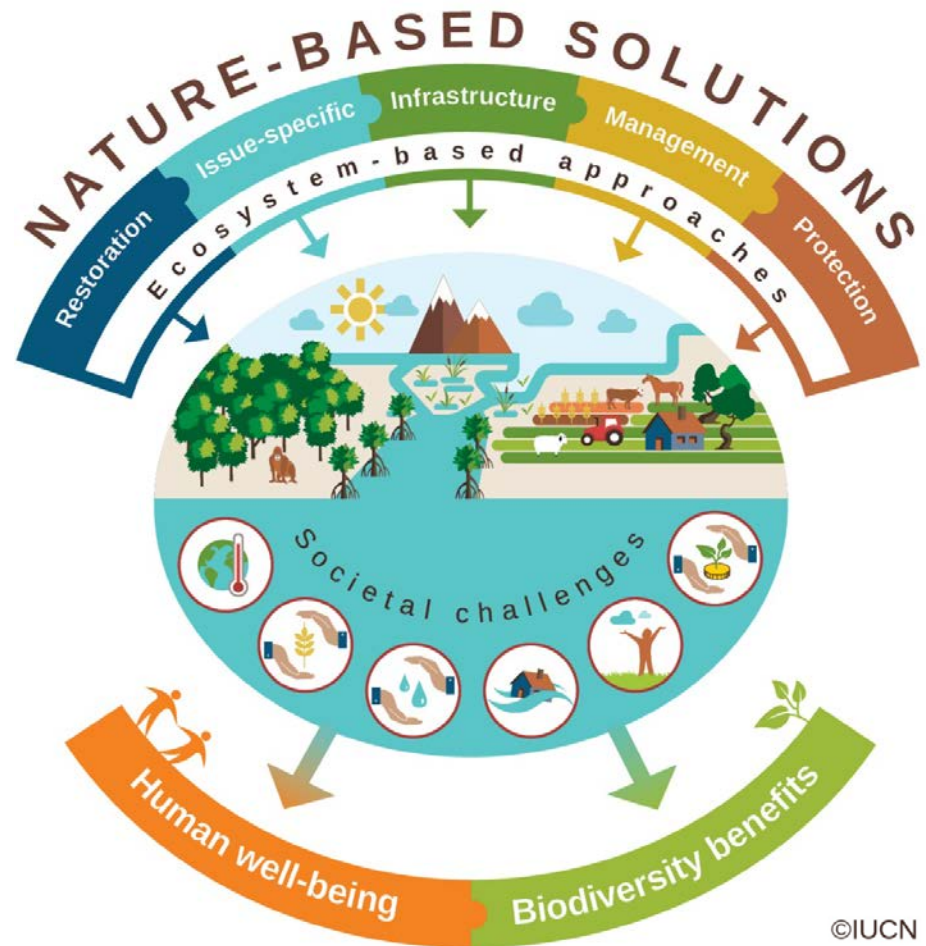 NATURE-BASED SOLUTIONS
Restoration
Issue-specific
Infrastructure
Management
Protection
Ecosystem-based approaches
Societal challenges
Human well-being
Biodiversity benefits
©IUCN